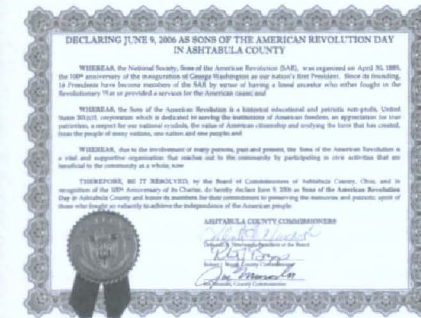 DECLARING JUNE 9, 2006 AS SONS OF THE AMERICAN REVOLUTION DAY
IN ASHTABULA COUNTY
WHEREAS, the National Society, Sons of the American Revolution (SAR), was organized on April 30, 1889,
the 100th anniversary of the inauguration of George Washington as our nation's first President. Since its founding,
16 Presidents have become members of the SAR by virtue of having a lineal ancestor who either fought in the
Revolutionary War or provided a service for the American cause; and
WHEREAS, the Sons of the American Revolution is a historical educational and patriotic non-profit, United
States 501(c)3, corporation which is dedicated to serving the institutions of American freedom, an appreciation for true
patriotism, a respect for our national symbols, the value of American citizenship and the unifying force that has created,
from the people of many nations, one nation and one people; and
WHEREAS, due to the involvement of many persons, past and present, the Sons of the American Revolution is
a vital and supportive organization that reaches out to the community by participating in civic activities that are
beneficial to the community as a whole; now
THEREFORE, BE IT RESOLVED, by the Board of Commissioners of Ashtabula County, Ohio, and in
recognition of the 100th Anniversary of its Charter, do hereby declare June 9, 2006 as Sons of the American Revolution
Day in Ashtabula County and honor its members for their commitment to preserving the memories and patriotic spirit of
those who fought so valiantly to achieve the independence of the American people.
ASHTABULA COUNTY COMMISSIONERS
President of the Board
Robert County Commissioner
Joe Moroski, County Commissioner